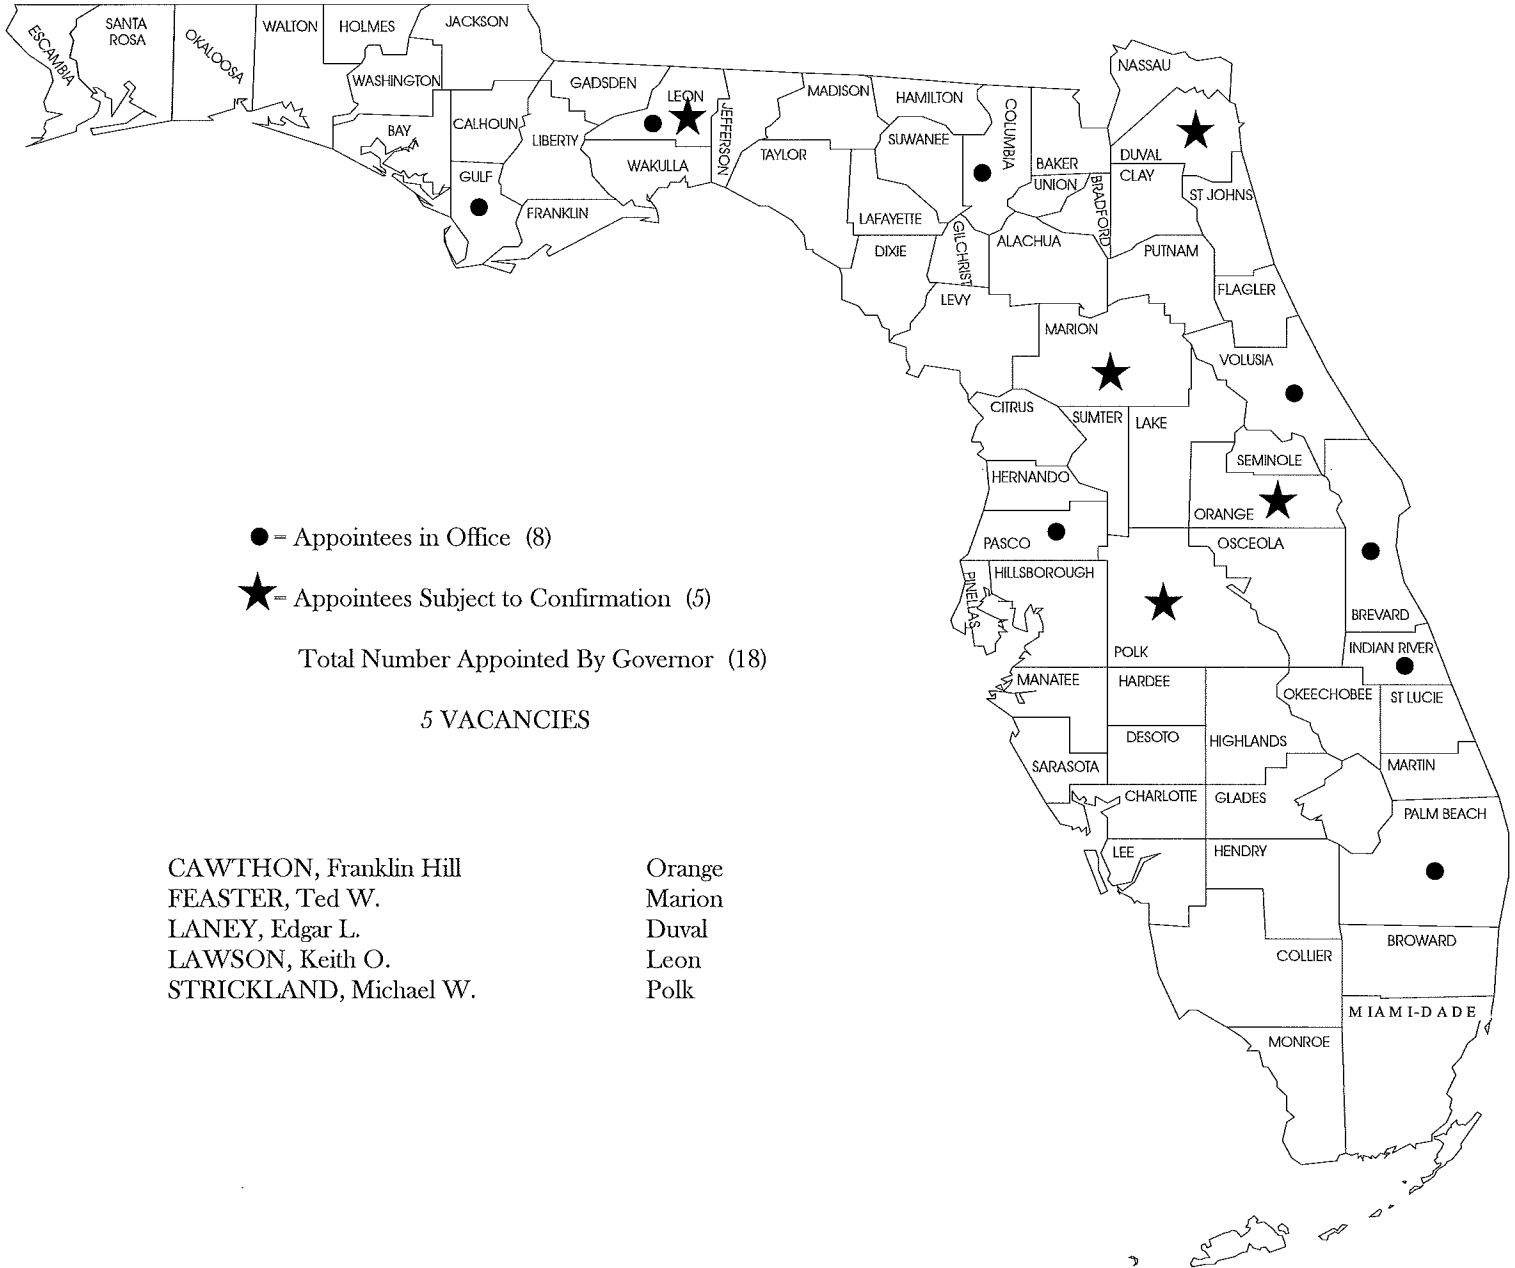 ESCAMBIA
SANTA
ROSA
OKALOOSA
WALTON
HOLMES
JACKSON
WASHINGTON
BAY
CALHOUN
GULF
GADSDEN
LIBERTY
FRANKLIN
LEON
WAKULLA
JEFFERSON
MADISON
TAYLOR
HAMILTON
SUWANEE
LAFAYETTE
DIXIE
COLUMBIA
GILCHRIST
LEVY
BAKER
UNION
BRADFORD
ALACHUA
NASSAU
DUVAL
CLAY
ST JOHNS
PUTNAM
FLAGLER
MARION
VOLUSIA
CITRUS
SUMTER
LAKE
SEMINOLE
HERNANDO
ORANGE
PASCO
OSCEOLA
PINELLAS
HILLSBOROUGH
BREVARD
POLK
INDIAN RIVER
MANATEE
HARDEE
OKEECHOBEE
ST LUCIE
DESOTO
HIGHLANDS
SARASOTA
MARTIN
CHARLOTTE
GLADES
PALM BEACH
LEE
HENDRY
BROWARD
COLLIER
MIAMI-DADE
MONROE
= Appointees in Office (8)
= Appointees Subject to Confirmation (5)
Total Number Appointed By Governor (18)
5 VACANCIES
CAWTHON, Franklin Hill Orange
FEASTER, Ted W. Marion
LANEY, Edgar L. Duval
LAWSON, Keith O. Leon
STRICKLAND, Michael W. Polk